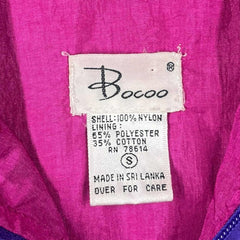 Bocoo ®
SHELL: 100% NYLON
LINING:
65% POLYESTER
35% COTTON
RN 78614
S
MADE IN SRI LANKA
OVER FOR CARE